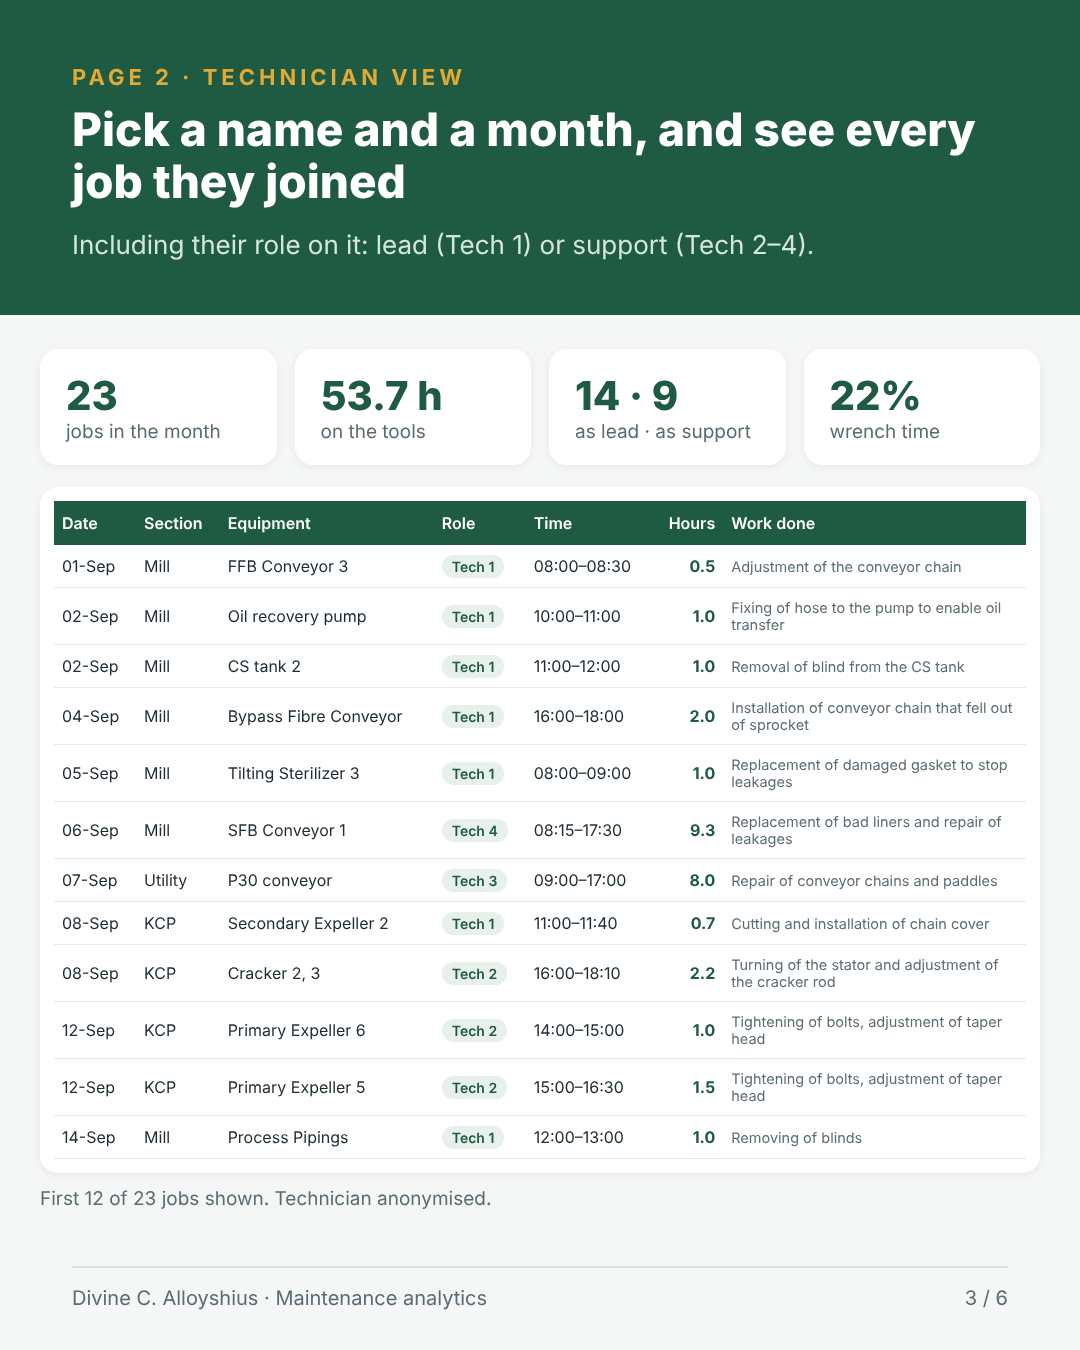 PAGE 2 · TECHNICIAN VIEW
Pick a name and a month, and see every
job they joined
Including their role on it: lead (Tech 1) or support (Tech 2–4).
23
jobs in the month
53.7 h
on the tools
14 · 9
as lead · as support
22%
wrench time
Date Section Equipment Role Time Hours Work done
01-Sep Mill FFB Conveyor 3 Tech 1 08:00–08:30 0.5 Adjustment of the conveyor chain
02-Sep Mill Oil recovery pump Tech 1 10:00–11:00 1.0 Fixing of hose to the pump to enable oil
transfer
02-Sep Mill CS tank 2 Tech 1 11:00–12:00 1.0 Removal of blind from the CS tank
04-Sep Mill Bypass Fibre Conveyor Tech 1 16:00–18:00 2.0 Installation of conveyor chain that fell out
of sprocket
05-Sep Mill Tilting Sterilizer 3 Tech 1 08:00–09:00 1.0 Replacement of damaged gasket to stop
leakages
06-Sep Mill SFB Conveyor 1 Tech 4 08:15–17:30 9.3 Replacement of bad liners and repair of
leakages
07-Sep Utility P30 conveyor Tech 3 09:00–17:00 8.0 Repair of conveyor chains and paddles
08-Sep KCP Secondary Expeller 2 Tech 1 11:00–11:40 0.7 Cutting and installation of chain cover
08-Sep KCP Cracker 2, 3 Tech 2 16:00–18:10 2.2 Turning of the stator and adjustment of
the cracker rod
12-Sep KCP Primary Expeller 6 Tech 2 14:00–15:00 1.0 Tightening of bolts, adjustment of taper
head
12-Sep KCP Primary Expeller 5 Tech 2 15:00–16:30 1.5 Tightening of bolts, adjustment of taper
head
14-Sep Mill Process Pipings Tech 1 12:00–13:00 1.0 Removing of blinds
First 12 of 23 jobs shown. Technician anonymised.
Divine C. Alloyshius · Maintenance analytics
3 / 6